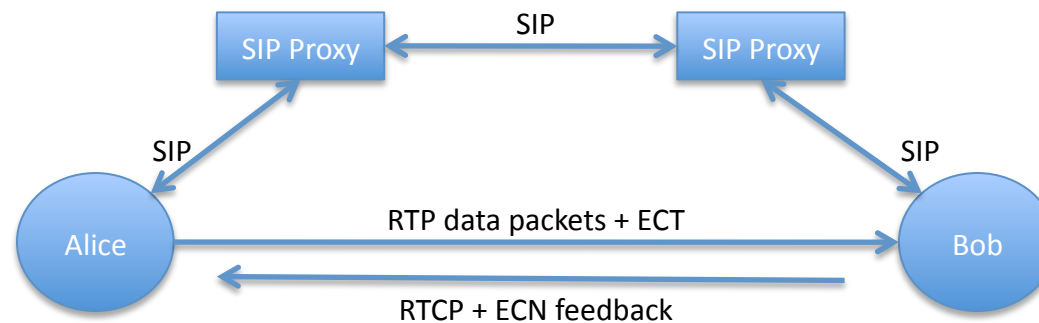 SIP
SIP Proxy
SIP Proxy
SIP
SIP
RTP data packets + ECT
Alice
Bob
RTCP + ECN feedback